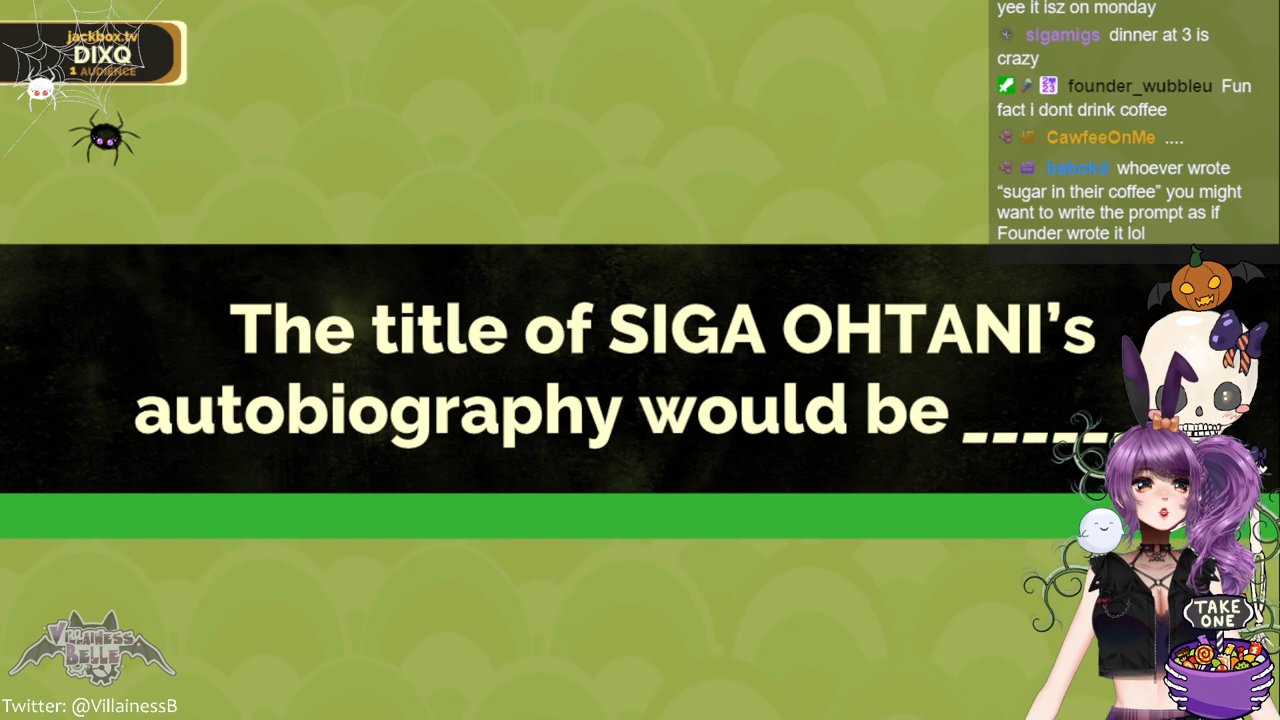 jackbox.tv
DIXQ
1 AUDIENCE
yee it isz on monday
sigamigs dinner at 3 is
crazy
founder_wubbleu Fun
fact i dont drink coffee
CawfeeOnMe ....
babokd whoever wrote
“sugar in their coffee” you might
want to write the prompt as if
Founder wrote it lol
The title of SIGA OHTANI’s
autobiography would be ______
TAKE
ONE
VILLAINESS
BELLE
Twitter: @VillainessB